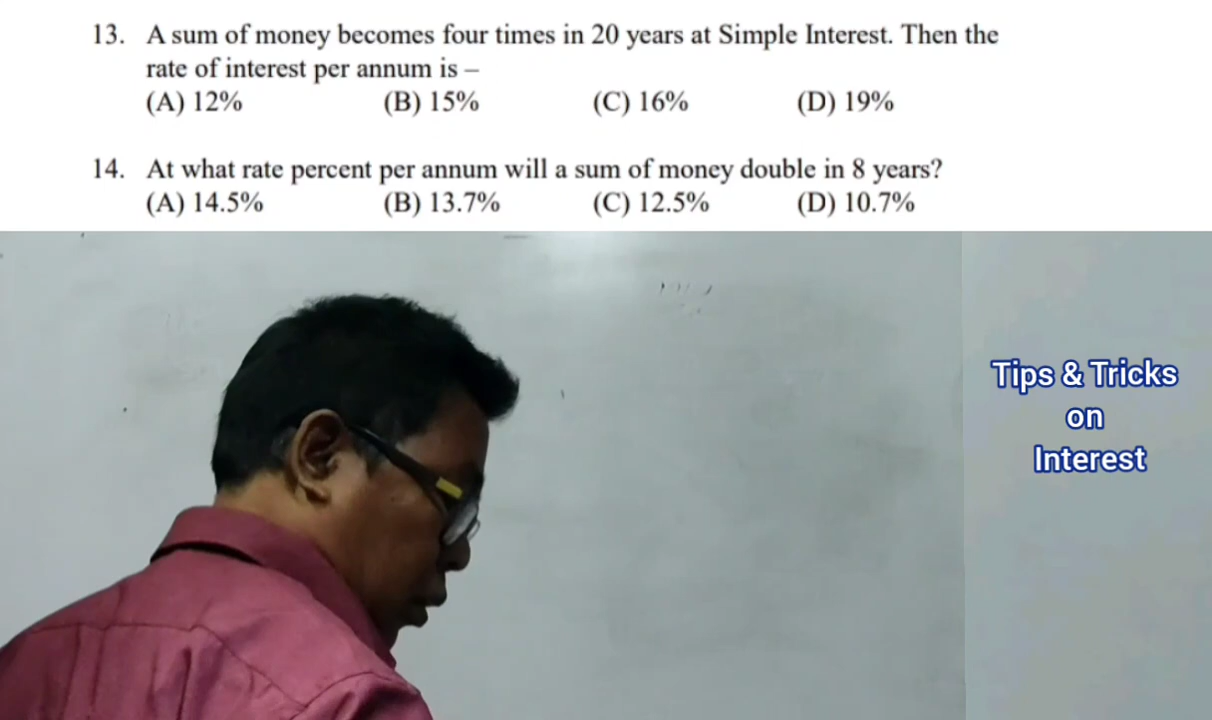 13. A sum of money becomes four times in 20 years at Simple Interest. Then the
rate of interest per annum is –
(A) 12% (B) 15% (C) 16% (D) 19%
14. At what rate percent per annum will a sum of money double in 8 years?
(A) 14.5% (B) 13.7% (C) 12.5% (D) 10.7%
Tips & Tricks
on
Interest